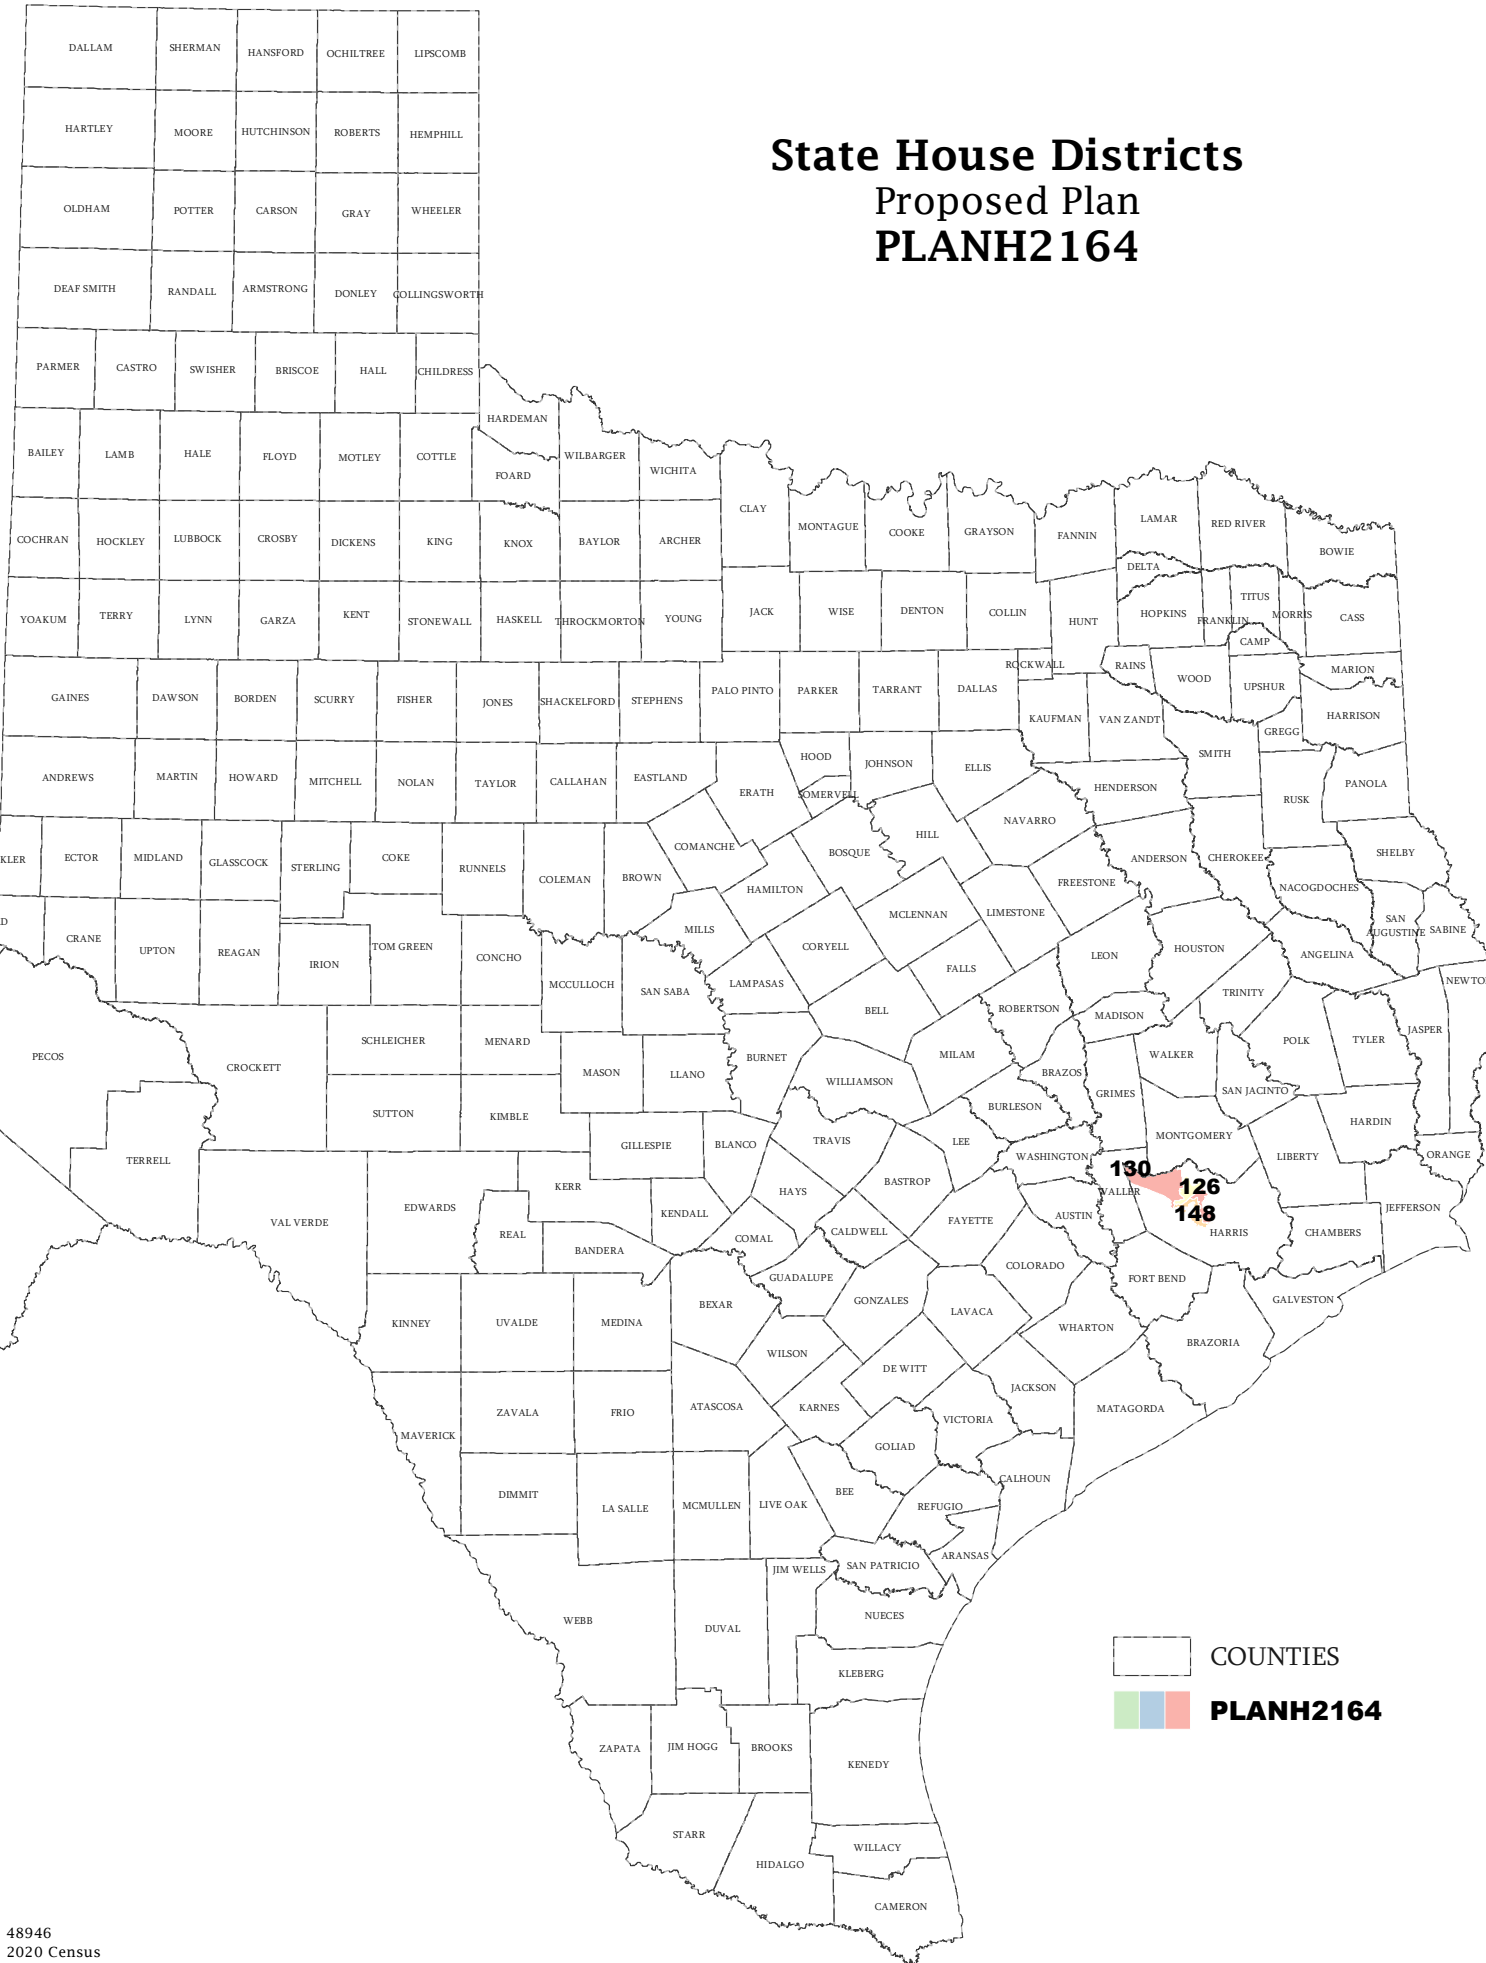 State House Districts
Proposed Plan
PLANH2164
DALLAM SHERMAN HANSFORD OCHILTREE LIPSCOMB
HARTLEY MOORE HUTCHINSON ROBERTS HEMPHILL
OLDHAM POTTER CARSON GRAY WHEELER
DEAF SMITH RANDALL ARMSTRONG DONLEY COLLINGSWORTH
PARMER CASTRO SWISHER BRISCOE HALL CHILDRESS
HARDEMAN
BAILEY LAMB HALE FLOYD MOTLEY COTTLE FOARD WILBARGER WICHITA
CLAY MONTAGUE COOKE GRAYSON FANNIN LAMAR RED RIVER BOWIE
COCHRAN HOCKLEY LUBBOCK CROSBY DICKENS KING KNOX BAYLOR ARCHER
DELTA
TITUS
YOAKUM TERRY LYNN GARZA KENT STONEWALL HASKELL THROCKMORTON YOUNG JACK WISE DENTON COLLIN HUNT HOPKINS FRANKLIN MORRIS CASS
CAMP
ROCKWALL RAINS WOOD UPSHUR MARION
GAINES DAWSON BORDEN SCURRY FISHER JONES SHACKELFORD STEPHENS PALO PINTO PARKER TARRANT DALLAS
KAUFMAN VAN ZANDT GREGG HARRISON
ANDREWS MARTIN HOWARD MITCHELL NOLAN TAYLOR CALLAHAN EASTLAND HOOD JOHNSON ELLIS SMITH
ERATH SOMERVELL HENDERSON RUSK PANOLA
HILL NAVARRO
KLER ECTOR MIDLAND GLASSCOCK STERLING COKE RUNNELS COLEMAN BROWN COMANCHE BOSQUE ANDERSON CHEROKEE SHELBY
HAMILTON FREESTONE NACOGDOCHES
D CRANE UPTON REAGAN IRION TOM GREEN CONCHO MILLS MCLENNAN LIMESTONE
SAN
AUGUSTINE
SABINE
CORYELL LEON HOUSTON ANGELINA
MCCULLOCH SAN SABA LAMPASAS FALLS TRINITY NEWTO
BELL ROBERTSON MADISON
PECOS CROCKETT SCHLEICHER MENARD BURNET MILAM WALKER POLK TYLER JASPER
MASON LLANO WILLIAMSON BRAZOS GRIMES SAN JACINTO
SUTTON KIMBLE BURLESON HARDIN
GILLESPIE BLANCO TRAVIS LEE WASHINGTON MONTGOMERY LIBERTY ORANGE
TERRELL
130
126
148
VAL VERDE EDWARDS KERR KENDALL HAYS BASTROP WALLER
REAL BANDERA COMAL CALDWELL FAYETTE AUSTIN HARRIS CHAMBERS JEFFERSON
GUADALUPE COLORADO FORT BEND GALVESTON
KINNEY UVALDE MEDINA BEXAR GONZALES LAVACA WHARTON BRAZORIA
WILSON DE WITT
ZAVALA FRIO ATASCOSA KARNES VICTORIA JACKSON MATAGORDA
MAVERICK GOLIAD
DIMMIT LA SALLE MCMULLEN LIVE OAK BEE REFUGIO CALHOUN
JIM WELLS SAN PATRICIO ARANSAS
WEBB DUVAL NUECES
KLEBERG
ZAPATA JIM HOGG BROOKS KENEDY
STARR HIDALGO WILLACY
CAMERON
COUNTIES
PLANH2164
48946
2020 Census